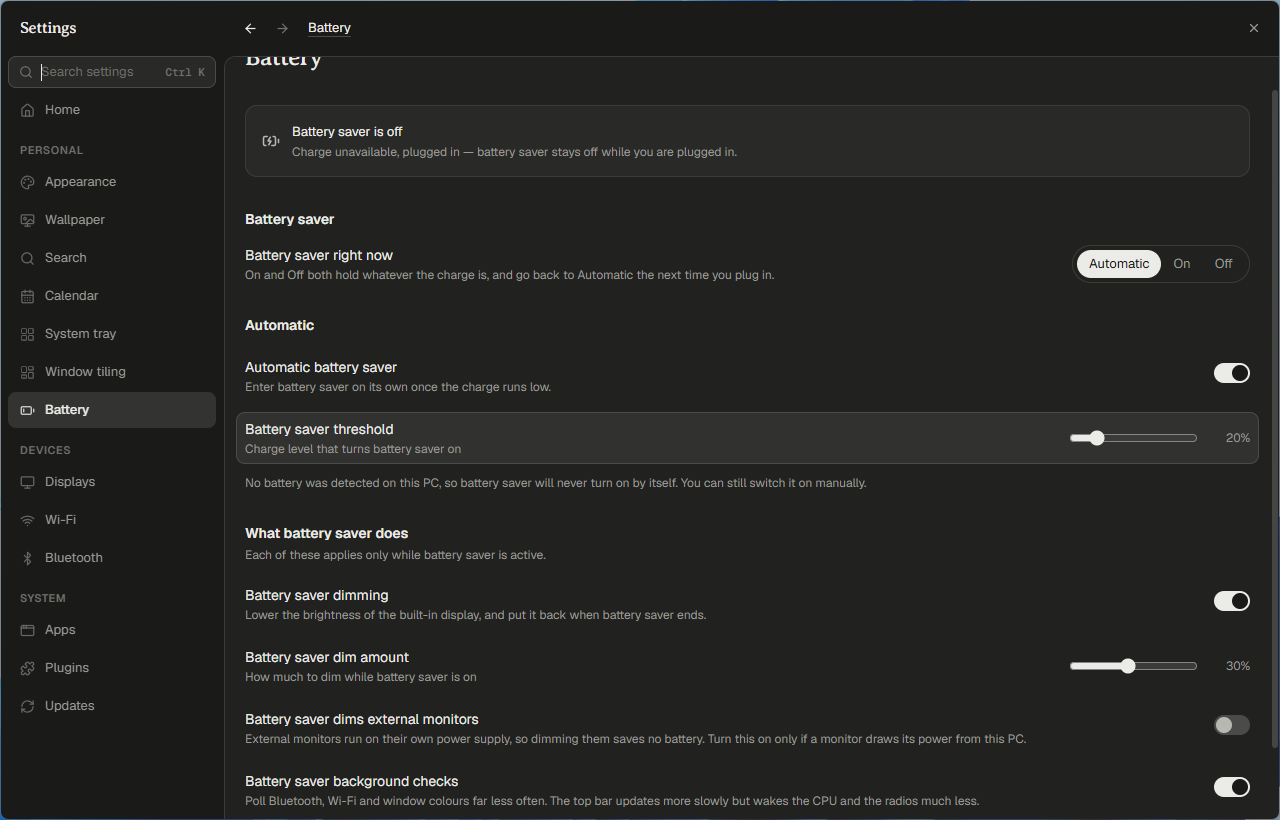 Settings
Battery
Search settings
Ctrl K
Home
PERSONAL
Appearance
Wallpaper
Search
Calendar
System tray
Window tiling
Battery
DEVICES
Displays
Wi-Fi
Bluetooth
SYSTEM
Apps
Plugins
Updates
Battery
Battery saver is off
Charge unavailable, plugged in — battery saver stays off while you are plugged in.
Battery saver
Battery saver right now
On and Off both hold whatever the charge is, and go back to Automatic the next time you plug in.
Automatic
On
Off
Automatic
Automatic battery saver
Enter battery saver on its own once the charge runs low.
Battery saver threshold
Charge level that turns battery saver on
20%
No battery was detected on this PC, so battery saver will never turn on by itself. You can still switch it on manually.
What battery saver does
Each of these applies only while battery saver is active.
Battery saver dimming
Lower the brightness of the built-in display, and put it back when battery saver ends.
Battery saver dim amount
How much to dim while battery saver is on
30%
Battery saver dims external monitors
External monitors run on their own power supply, so dimming them saves no battery. Turn this on only if a monitor draws its power from this PC.
Battery saver background checks
Poll Bluetooth, Wi-Fi and window colours far less often. The top bar updates more slowly but wakes the CPU and the radios much less.